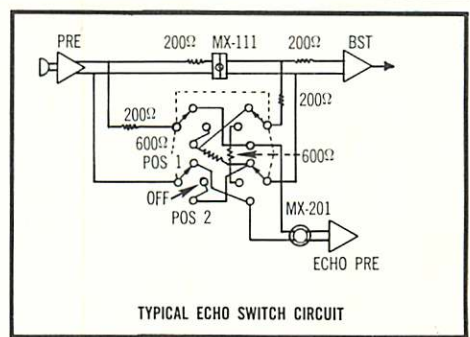 PRE
200Ω
MX-111
200Ω
BST
200Ω
200Ω
600Ω
POS 1
600Ω
OFF
POS 2
MX-201
ECHO PRE
TYPICAL ECHO SWITCH CIRCUIT